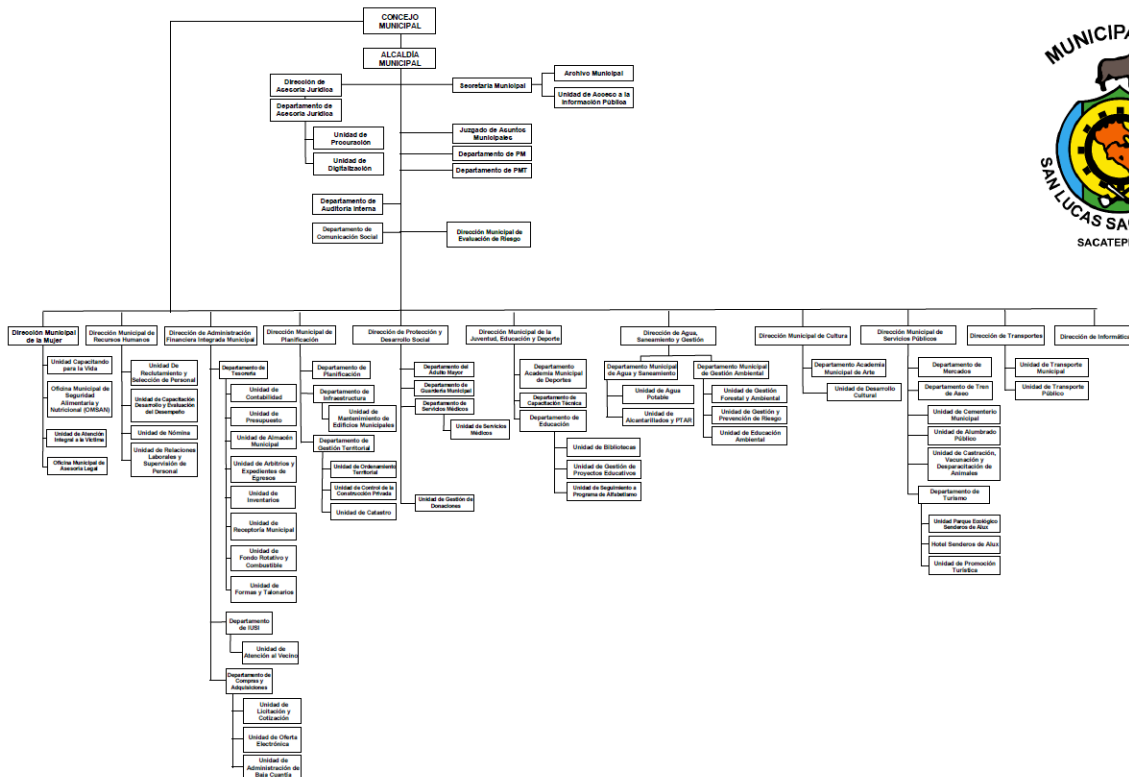 CONCEJO
MUNICIPAL
ALCALDÍA
MUNICIPAL
Dirección de
Asesoría Jurídica
Secretaría Municipal
Archivo Municipal
Unidad de Acceso a la
Información Pública
Departamento de
Asesoría Jurídica
Unidad de
Procuración
Unidad de
Digitalización
Juzgado de Asuntos
Municipales
Departamento de PM
Departamento de PMT
Departamento de
Auditoría Interna
Departamento de
Comunicación Social
Dirección Municipal de
Evaluación de Riesgo
MUNICIPA
SAN LUCAS SAC
SACATEP
Dirección Municipal
de la Mujer
Unidad Capacitando
para la Vida
Oficina Municipal de
Seguridad
Alimentaria y
Nutricional (OMSAN)
Unidad de Atención
Integral a la Víctima
Oficina Municipal de
Asesoría Legal
Dirección Municipal de
Recursos Humanos
Unidad De
Reclutamiento y
Selección de Personal
Unidad de Capacitación
Desarrollo y Evaluación
del Desempeño
Unidad de Nómina
Unidad de Relaciones
Laborales y
Supervisión de
Personal
Dirección de Administración
Financiera Integrada Municipal
Departamento de
Tesorería
Unidad de
Contabilidad
Unidad de
Presupuesto
Unidad de Almacén
Municipal
Unidad de Arbitrios y
Expedientes de
Egresos
Unidad de
Inventarios
Unidad de
Receptoría Municipal
Unidad de
Fondo Rotativo y
Combustible
Unidad de
Formas y Talonarios
Departamento
de IUSI
Unidad de
Atención al Vecino
Departamento de
Compras y
Adquisiciones
Unidad de
Licitación y
Cotización
Unidad de Oferta
Electrónica
Unidad de
Administración de
Baja Cuantía
Dirección Municipal de
Planificación
Departamento de
Planificación
Departamento de
Infraestructura
Unidad de
Mantenimiento de
Edificios Municipales
Departamento de
Gestión Territorial
Unidad de Ordenamiento
Territorial
Unidad de Control de la
Construcción Privada
Unidad de Catastro
Dirección de Protección y
Desarrollo Social
Departamento del
Adulto Mayor
Departamento de
Guardería Municipal
Departamento de
Servicios Médicos
Unidad de Servicios
Médicos
Unidad de Gestión de
Donaciones
Dirección Municipal de la
Juventud, Educación y Deporte
Departamento
Academia Municipal
de Deportes
Departamento de
Capacitación Técnica
Departamento de
Educación
Unidad de Bibliotecas
Unidad de Gestión de
Proyectos Educativos
Unidad de Seguimiento a
Programa de Alfabetismo
Dirección de Agua,
Saneamiento y Gestión
Departamento Municipal
de Agua y Saneamiento
Unidad de Agua
Potable
Unidad de
Alcantarillados y PTAR
Departamento Municipal
de Gestión Ambiental
Unidad de Gestión
Forestal y Ambiental
Unidad de Gestión y
Prevención de Riesgo
Unidad de Educación
Ambiental
Dirección Municipal de Cultura
Departamento Academia
Municipal de Arte
Unidad de Desarrollo
Cultural
Dirección Municipal de
Servicios Públicos
Departamento de
Mercados
Departamento de Tren
de Aseo
Unidad de Cementerio
Municipal
Unidad de Alumbrado
Público
Unidad de Castración,
Vacunación y
Desparacitación de
Animales
Departamento de
Turismo
Unidad Parque Ecológico
Senderos de Alux
Hotel Senderos de Alux
Unidad de Promoción
Turística
Dirección de Transportes
Unidad de Transporte
Municipal
Unidad de Transporte
Público
Dirección de Informática